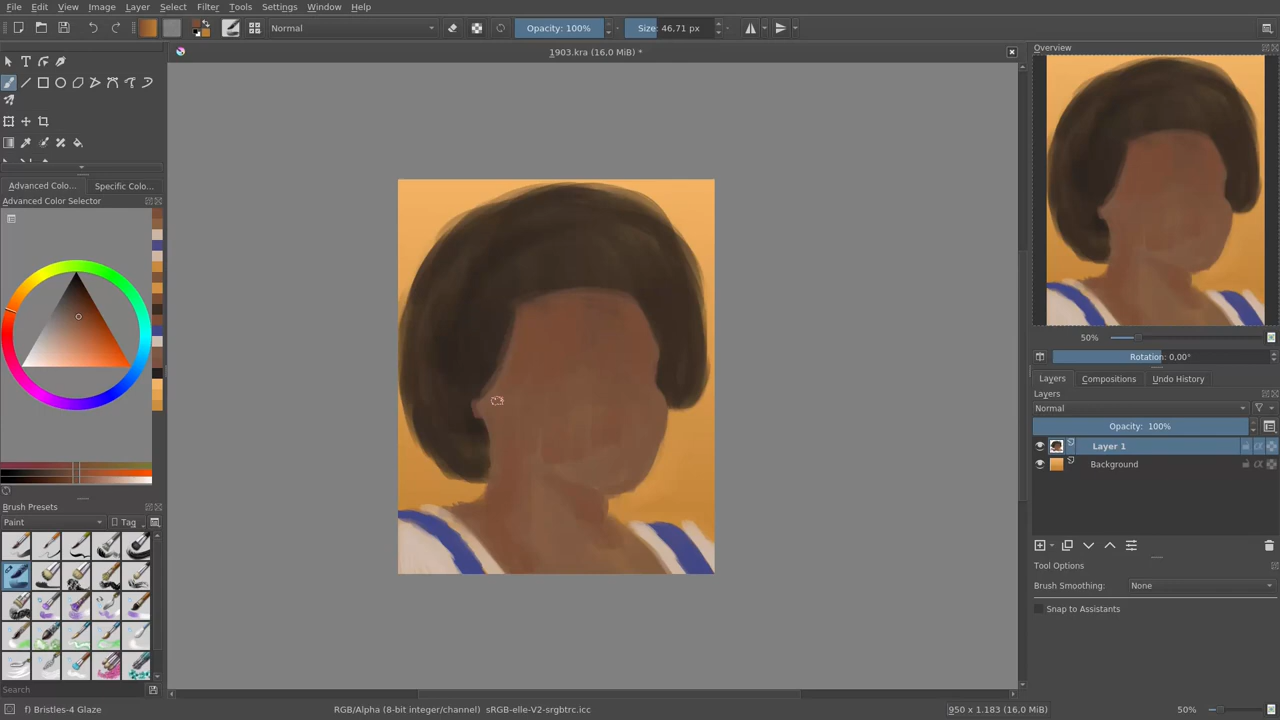 File Edit View Image Layer Select Filter Tools Settings Window Help
Normal Opacity: 100% Size: 46,71 px
1903.kra (16,0 MiB) *
Overview
Advanced Colo... Specific Colo...
Advanced Color Selector
50%
Rotation: 0,00°
Layers Compositions Undo History
Layers
Normal
Opacity: 100%
Layer 1
Background
Brush Presets
Paint Tag
Tool Options
Brush Smoothing: None
Snap to Assistants
Search
f) Bristles-4 Glaze RGB/Alpha (8-bit integer/channel) sRGB-elle-V2-srgbtrc.icc 950 x 1.183 (16,0 MiB) 50%